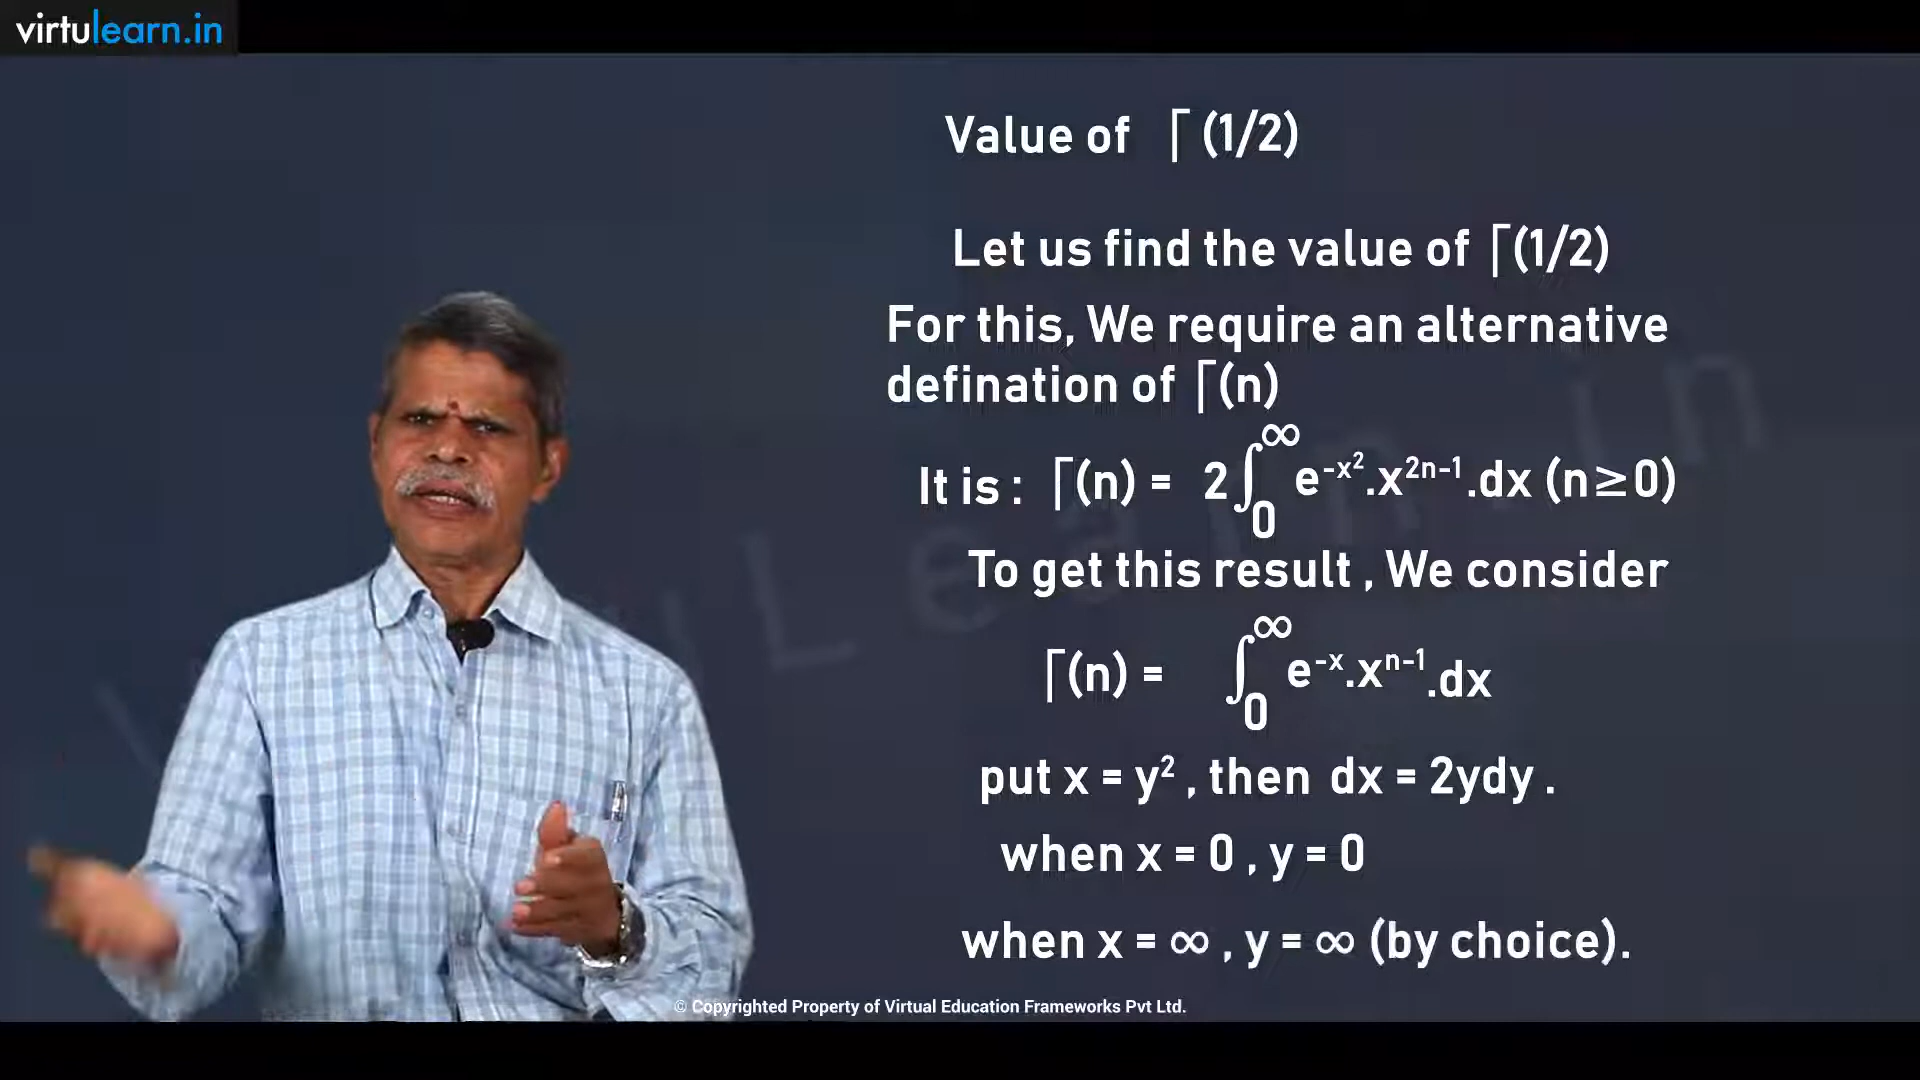 virtulearn.in
Value of Γ (1/2)
Let us find the value of Γ(1/2)
For this, We require an alternative
defination of Γ(n)
It is : Γ(n) = 2∫₀^∞ e^-x².x^2n-1.dx (n≥0)
To get this result , We consider
Γ(n) = ∫₀^∞ e^-x.x^n-1.dx
put x = y² , then dx = 2ydy .
when x = 0 , y = 0
when x = ∞ , y = ∞ (by choice).
© Copyrighted Property of Virtual Education Frameworks Pvt Ltd.